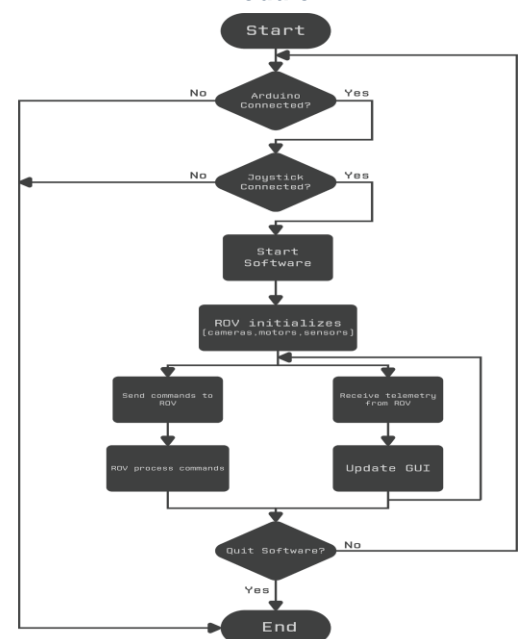 Start
No
Arduino
Connected?
Yes
No
Joystick
Connected?
Yes
Start
Software
ROV initializes
(cameras,motors,sensors)
Send commands to
ROV
Receive telemetry
from ROV
ROV process commands
Update GUI
Quit Software?
No
Yes
End